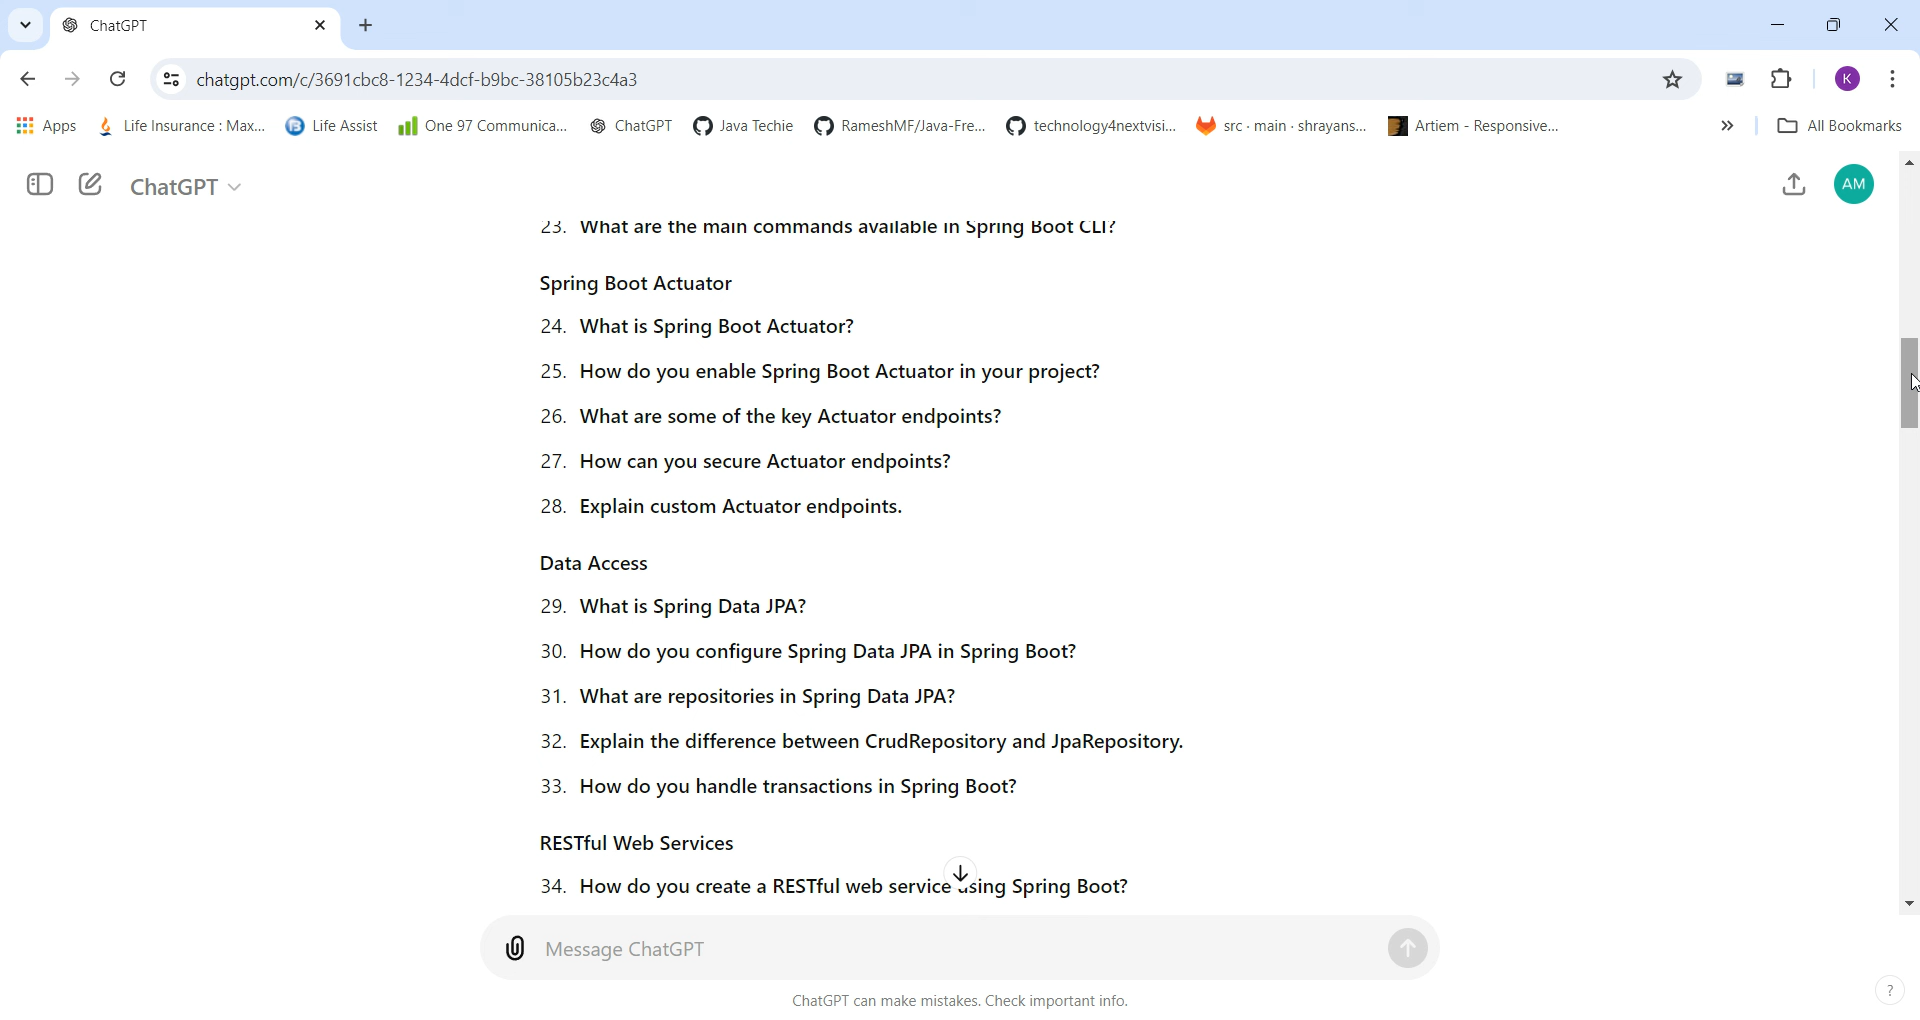 ChatGPT
chatgpt.com/c/3691cbc8-1234-4dcf-b9bc-38105b23c4a3
K
Apps
Life Insurance : Max...
Life Assist
One 97 Communica...
ChatGPT
Java Techie
RameshMF/Java-Fre...
technology4nextvisi...
src · main · shrayans...
Artiem - Responsive...
»
All Bookmarks
ChatGPT
AM
23. What are the main commands available in Spring Boot CLI?
Spring Boot Actuator
24. What is Spring Boot Actuator?
25. How do you enable Spring Boot Actuator in your project?
26. What are some of the key Actuator endpoints?
27. How can you secure Actuator endpoints?
28. Explain custom Actuator endpoints.
Data Access
29. What is Spring Data JPA?
30. How do you configure Spring Data JPA in Spring Boot?
31. What are repositories in Spring Data JPA?
32. Explain the difference between CrudRepository and JpaRepository.
33. How do you handle transactions in Spring Boot?
RESTful Web Services
34. How do you create a RESTful web service using Spring Boot?
Message ChatGPT
ChatGPT can make mistakes. Check important info.
?